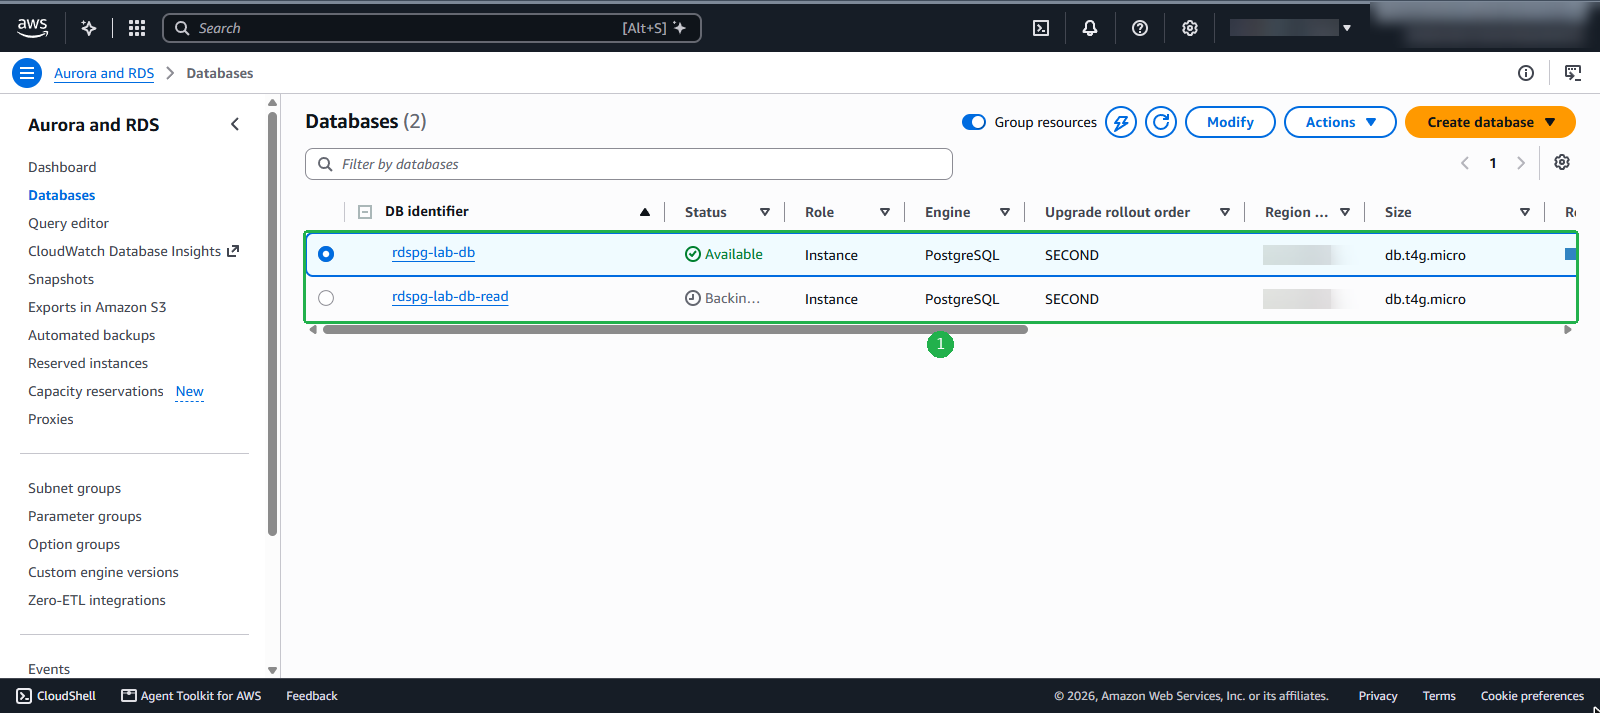 aws
Search [Alt+S]
Aurora and RDS > Databases
Aurora and RDS
Dashboard
Databases
Query editor
CloudWatch Database Insights
Snapshots
Exports in Amazon S3
Automated backups
Reserved instances
Capacity reservations New
Proxies
Subnet groups
Parameter groups
Option groups
Custom engine versions
Zero-ETL integrations
Events
Databases (2)
Group resources Modify Actions Create database
Filter by databases
1
DB identifier Status Role Engine Upgrade rollout order Region ... Size
rdspg-lab-db Available Instance PostgreSQL SECOND db.t4g.micro
rdspg-lab-db-read Backin... Instance PostgreSQL SECOND db.t4g.micro
1
CloudShell Agent Toolkit for AWS Feedback © 2026, Amazon Web Services, Inc. or its affiliates. Privacy Terms Cookie preferences